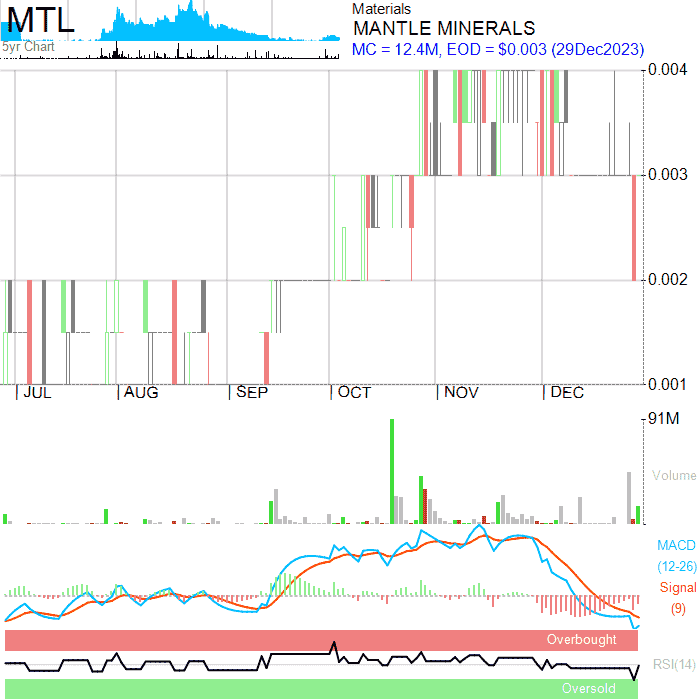 MTL
5yr Chart
Materials
MANTLE MINERALS
MC = 12.4M, EOD = $0.003 (29Dec2023)
0.004
0.003
0.002
0.001
JUL AUG SEP OCT NOV DEC
91M
Volume
MACD
(12-26)
Signal
(9)
Overbought
RSI(14)
Oversold